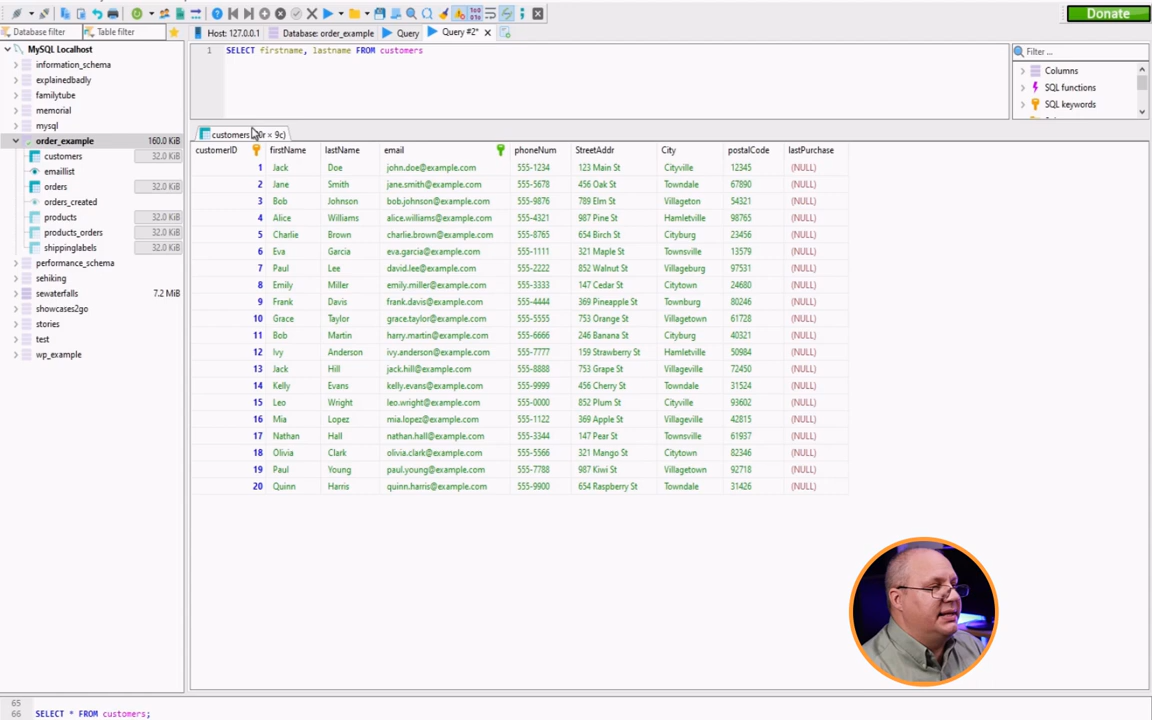 Donate
Database filter
Table filter
Host: 127.0.0.1
Database: order_example
Query
Query #2*
MySQL Localhost
information_schema
explainedbadly
familytube
memorial
mysql
order_example 160.0 KiB
customers 32.0 KiB
emaillist
orders 32.0 KiB
orders_created
products 32.0 KiB
products_orders 32.0 KiB
shippinglabels 32.0 KiB
performance_schema
sehiking
sewaterfalls 7.2 MiB
showcases2go
stories
test
wp_example
1 SELECT firstname, lastname FROM customers
Filter ...
Columns
SQL functions
SQL keywords
customers 0r × 9c)
customerID firstName lastName email phoneNum StreetAddr City postalCode lastPurchase
1 Jack Doe john.doe@example.com 555-1234 123 Main St Cityville 12345 (NULL)
2 Jane Smith jane.smith@example.com 555-5678 456 Oak St Towndale 67890 (NULL)
3 Bob Johnson bob.johnson@example.com 555-9876 789 Elm St Villageton 54321 (NULL)
4 Alice Williams alice.williams@example.com 555-4321 987 Pine St Hamletville 98765 (NULL)
5 Charlie Brown charlie.brown@example.com 555-8765 654 Birch St Cityburg 23456 (NULL)
6 Eva Garcia eva.garcia@example.com 555-1111 321 Maple St Townville 13579 (NULL)
7 Paul Lee david.lee@example.com 555-2222 852 Walnut St Villageburg 97531 (NULL)
8 Emily Miller emily.miller@example.com 555-3333 147 Cedar St Citytown 24680 (NULL)
9 Frank Davis frank.davis@example.com 555-4444 369 Pineapple St Townburg 80246 (NULL)
10 Grace Taylor grace.taylor@example.com 555-5555 753 Orange St Villagetown 61728 (NULL)
11 Bob Martin harry.martin@example.com 555-6666 246 Banana St Cityburg 40321 (NULL)
12 Ivy Anderson ivy.anderson@example.com 555-7777 159 Strawberry St Hamletville 50984 (NULL)
13 Jack Hill jack.hill@example.com 555-8888 753 Grape St Villageville 72450 (NULL)
14 Kelly Evans kelly.evans@example.com 555-9999 456 Cherry St Towndale 31524 (NULL)
15 Leo Wright leo.wright@example.com 555-0000 852 Plum St Cityville 93602 (NULL)
16 Mia Lopez mia.lopez@example.com 555-1122 369 Apple St Villageville 42815 (NULL)
17 Nathan Hall nathan.hall@example.com 555-3344 147 Pear St Townsville 61937 (NULL)
18 Olivia Clark olivia.clark@example.com 555-5566 321 Mango St Citytown 82346 (NULL)
19 Paul Young paul.young@example.com 555-7788 987 Kiwi St Villagetown 92718 (NULL)
20 Quinn Harris quinn.harris@example.com 555-9900 654 Raspberry St Towndale 31426 (NULL)
65
66 SELECT * FROM customers;